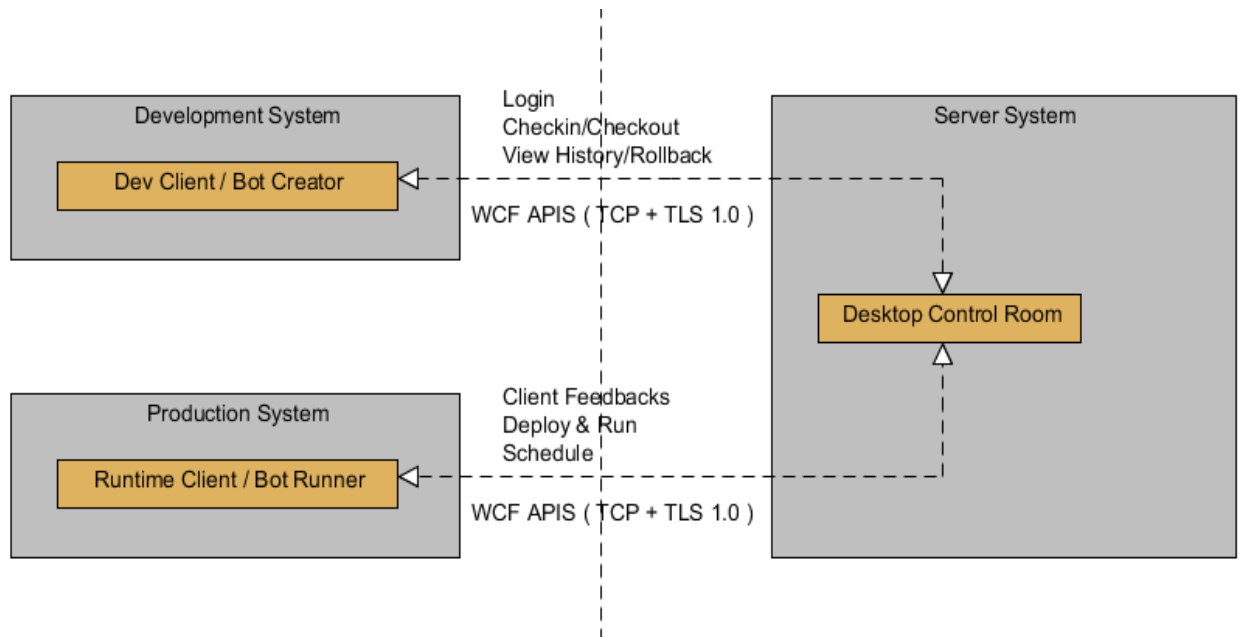 Development System
Dev Client / Bot Creator
Login
Checkin/Checkout
View History/Rollback
WCF APIS ( TCP + TLS 1.0 )
Server System
Desktop Control Room
Production System
Runtime Client / Bot Runner
Client Feedbacks
Deploy & Run
Schedule
WCF APIS ( TCP + TLS 1.0 )